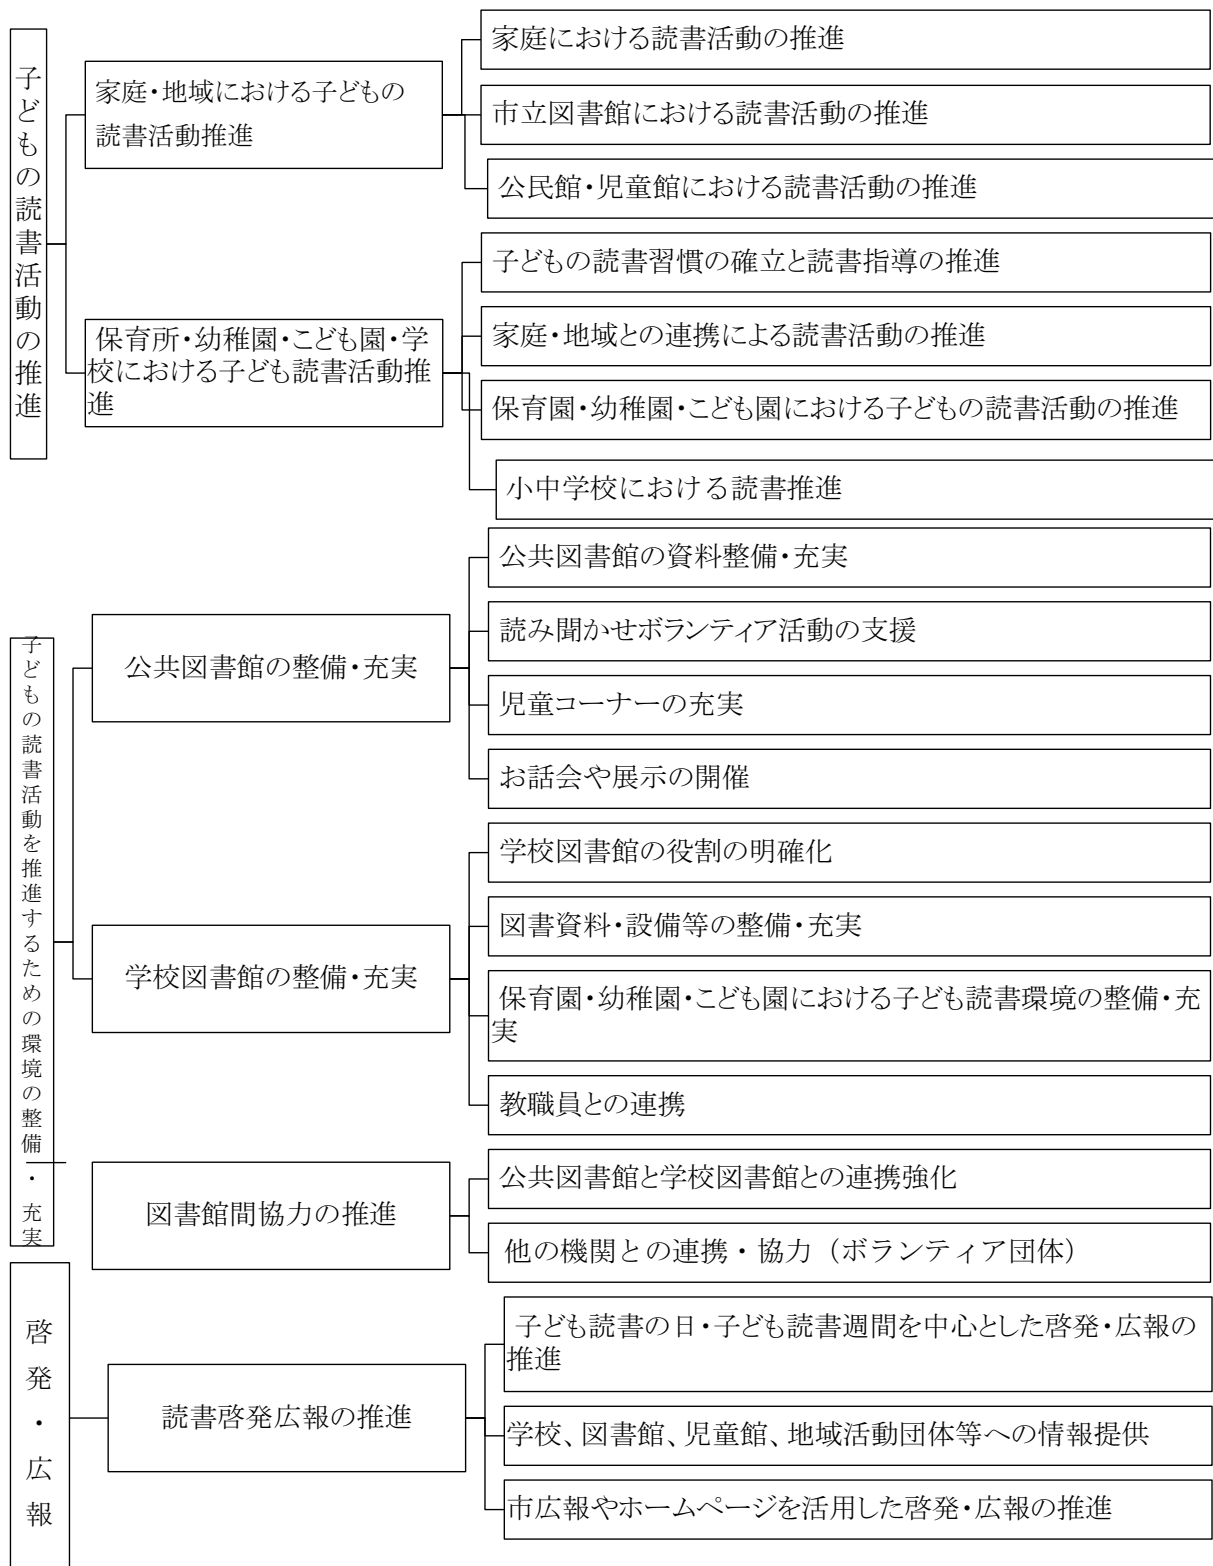 子どもの読書活動の推進
家庭・地域における子どもの
読書活動推進
家庭における読書活動の推進
市立図書館における読書活動の推進
公民館・児童館における読書活動の推進
保育所・幼稚園・こども園・学
校における子ども読書活動推
進
子どもの読書習慣の確立と読書指導の推進
家庭・地域との連携による読書活動の推進
保育園・幼稚園・こども園における子どもの読書活動の推進
小中学校における読書推進
子どもの読書活動を推進するための環境の整備・充実
公共図書館の整備・充実
公共図書館の資料整備・充実
読み聞かせボランティア活動の支援
児童コーナーの充実
お話会や展示の開催
学校図書館の整備・充実
学校図書館の役割の明確化
図書資料・設備等の整備・充実
保育園・幼稚園・こども園における子ども読書環境の整備・充
実
教職員との連携
図書館間協力の推進
公共図書館と学校図書館との連携強化
他の機関との連携・協力（ボランティア団体）
啓発・広報
読書啓発広報の推進
子ども読書の日・子ども読書週間を中心とした啓発・広報の
推進
学校、図書館、児童館、地域活動団体等への情報提供
市広報やホームページを活用した啓発・広報の推進